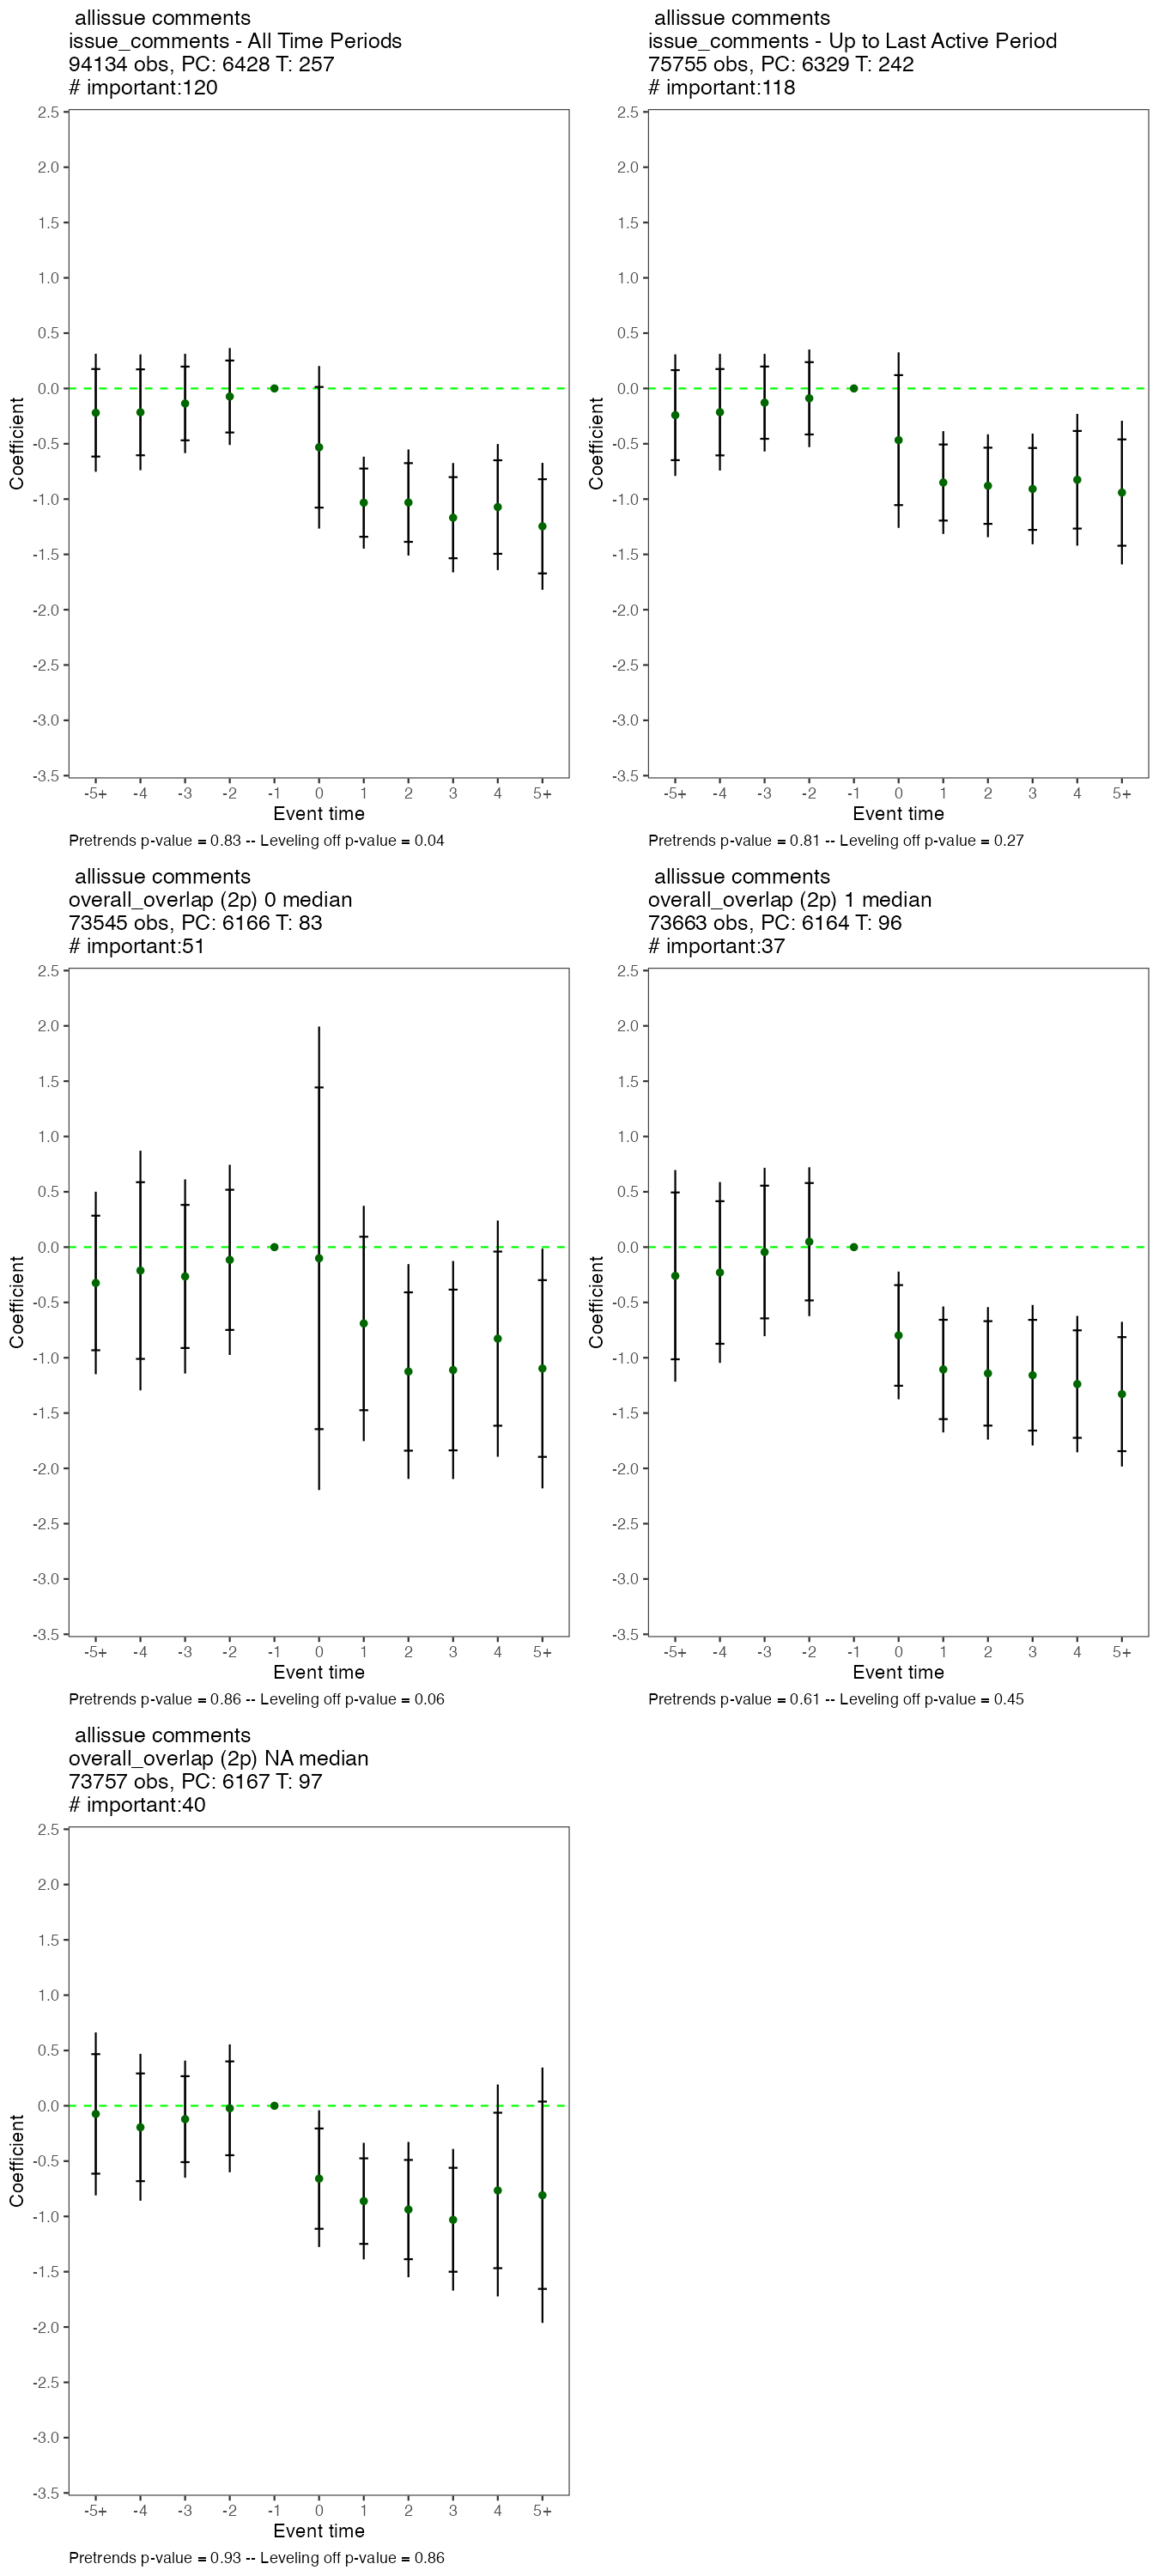 allissue comments
issue_comments - All Time Periods
94134 obs, PC: 6428 T: 257
# important:120
2.5
2.0
1.5
1.0
0.5
0.0
-0.5
-1.0
-1.5
-2.0
-2.5
-3.0
-3.5
Coefficient
-5+ -4 -3 -2 -1 0 1 2 3 4 5+
Event time
Pretrends p-value = 0.83 -- Leveling off p-value = 0.04
allissue comments
issue_comments - Up to Last Active Period
75755 obs, PC: 6329 T: 242
# important:118
2.5
2.0
1.5
1.0
0.5
0.0
-0.5
-1.0
-1.5
-2.0
-2.5
-3.0
-3.5
Coefficient
-5+ -4 -3 -2 -1 0 1 2 3 4 5+
Event time
Pretrends p-value = 0.81 -- Leveling off p-value = 0.27
allissue comments
overall_overlap (2p) 0 median
73545 obs, PC: 6166 T: 83
# important:51
2.5
2.0
1.5
1.0
0.5
0.0
-0.5
-1.0
-1.5
-2.0
-2.5
-3.0
-3.5
Coefficient
-5+ -4 -3 -2 -1 0 1 2 3 4 5+
Event time
Pretrends p-value = 0.86 -- Leveling off p-value = 0.06
allissue comments
overall_overlap (2p) 1 median
73663 obs, PC: 6164 T: 96
# important:37
2.5
2.0
1.5
1.0
0.5
0.0
-0.5
-1.0
-1.5
-2.0
-2.5
-3.0
-3.5
Coefficient
-5+ -4 -3 -2 -1 0 1 2 3 4 5+
Event time
Pretrends p-value = 0.61 -- Leveling off p-value = 0.45
allissue comments
overall_overlap (2p) NA median
73757 obs, PC: 6167 T: 97
# important:40
2.5
2.0
1.5
1.0
0.5
0.0
-0.5
-1.0
-1.5
-2.0
-2.5
-3.0
-3.5
Coefficient
-5+ -4 -3 -2 -1 0 1 2 3 4 5+
Event time
Pretrends p-value = 0.93 -- Leveling off p-value = 0.86